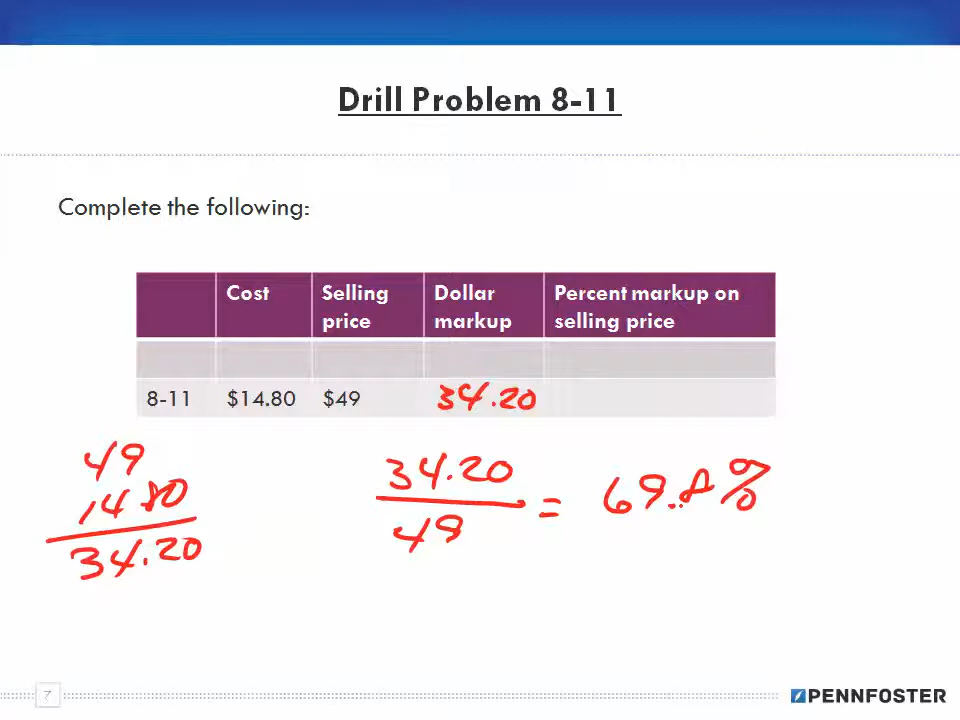 Drill Problem 8-11
Complete the following:
Cost Selling price Dollar markup Percent markup on selling price
8-11 $14.80 $49 34.20
49
14 80
34.20
34.20
49
= 69.8%
7
PENNFOSTER